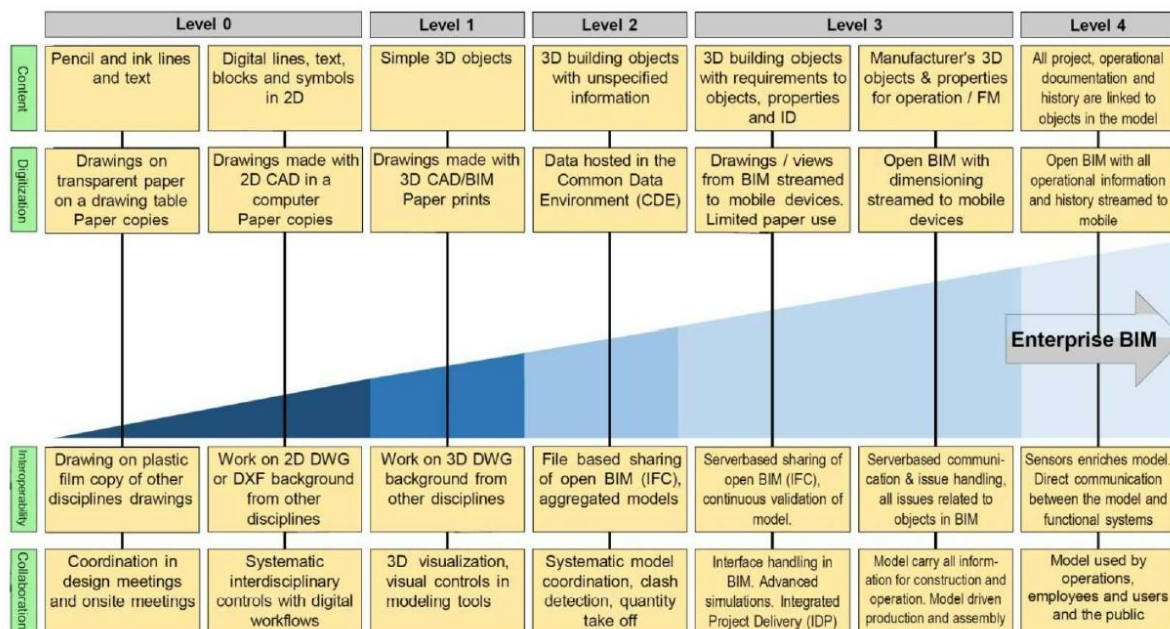 Level 0
Level 1
Level 2
Level 3
Level 4
Content
Pencil and ink lines
and text
Digital lines, text,
blocks and symbols
in 2D
Simple 3D objects
3D building objects
with unspecified
information
3D building objects
with requirements to
objects, properties
and ID
Manufacturer's 3D
objects & properties
for operation / FM
All project, operational
documentation and
history are linked to
objects in the model
Digitization
Drawings on
transparent paper
on a drawing table
Paper copies
Drawings made with
2D CAD in a
computer
Paper copies
Drawings made with
3D CAD/BIM
Paper prints
Data hosted in the
Common Data
Environment (CDE)
Drawings / views
from BIM streamed
to mobile devices.
Limited paper use
Open BIM with
dimensioning
streamed to mobile
devices
Open BIM with all
operational information
and history streamed to
mobile
Enterprise BIM
Interoperability
Drawing on plastic
film copy of other
disciplines drawings
Work on 2D DWG
or DXF background
from other
disciplines
Work on 3D DWG
background from
other disciplines
File based sharing
of open BIM (IFC),
aggregated models
Serverbased sharing of
open BIM (IFC),
continuous validation of
model.
Serverbased communi-
cation & issue handling,
all issues related to
objects in BIM
Sensors enriches model.
Direct communication
between the model and
functional systems
Collaboration
Coordination in
design meetings
and onsite meetings
Systematic
interdisciplinary
controls with digital
workflows
3D visualization,
visual controls in
modeling tools
Systematic model
coordination, clash
detection, quantity
take off
Interface handling in
BIM. Advanced
simulations. Integrated
Project Delivery (IDP)
Model carry all inform-
ation for construction and
operation. Model driven
production and assembly
Model used by
operations,
employees and users
and the public